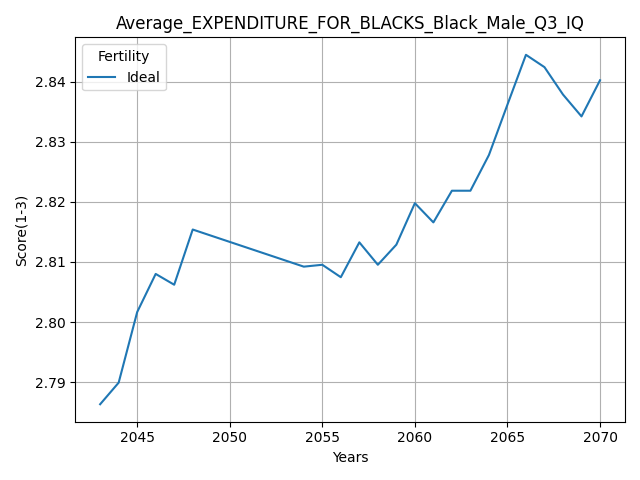 Average_EXPENDITURE_FOR_BLACKS_Black_Male_Q3_IQ
Fertility
Ideal
2.84
2.83
2.82
2.81
2.80
2.79
Score(1-3)
2045 2050 2055 2060 2065 2070
Years